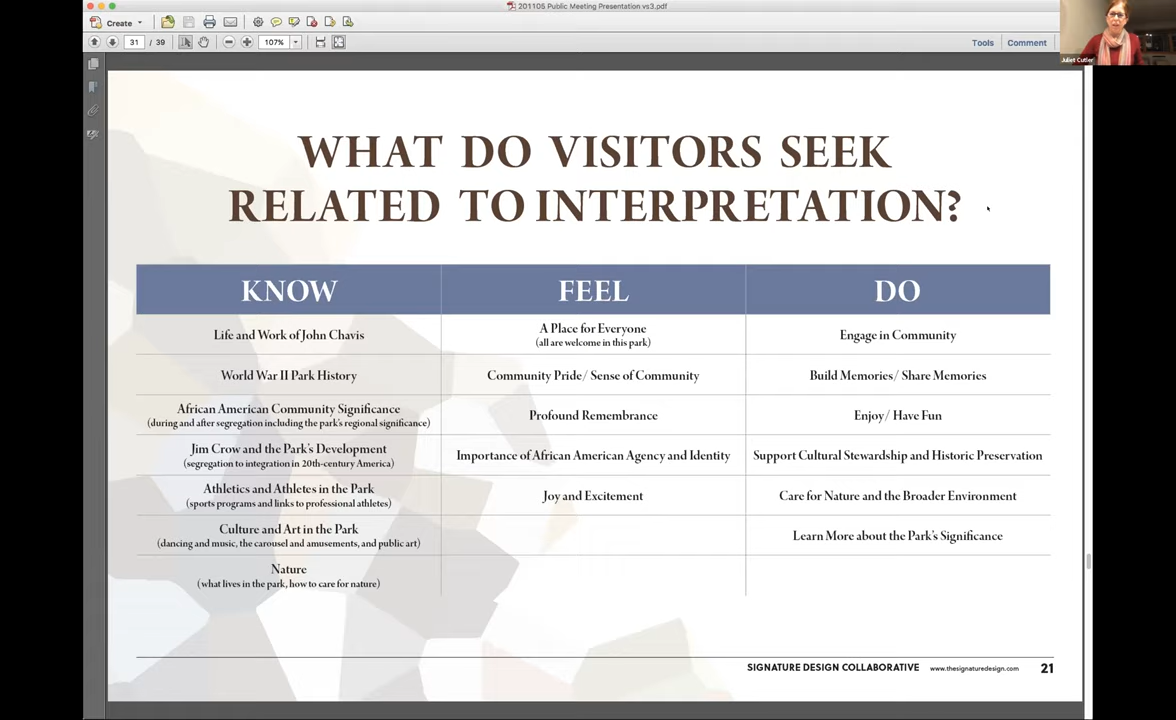 201105 Public Meeting Presentation vs3.pdf
Create
31 / 39
107%
Tools
Comment
Juliet Cutler
WHAT DO VISITORS SEEK
RELATED TO INTERPRETATION?
KNOW FEEL DO
Life and Work of John Chavis
A Place for Everyone
(all are welcome in this park)
Engage in Community
World War II Park History
Community Pride/ Sense of Community
Build Memories/ Share Memories
African American Community Significance
(during and after segregation including the park's regional significance)
Profound Remembrance
Enjoy/ Have Fun
Jim Crow and the Park's Development
(segregation to integration in 20th-century America)
Importance of African American Agency and Identity
Support Cultural Stewardship and Historic Preservation
Athletics and Athletes in the Park
(sports programs and links to professional athletes)
Joy and Excitement
Care for Nature and the Broader Environment
Culture and Art in the Park
(dancing and music, the carousel and amusements, and public art)
Learn More about the Park's Significance
Nature
(what lives in the park, how to care for nature)
SIGNATURE DESIGN COLLABORATIVE www.thesignaturedesign.com 21